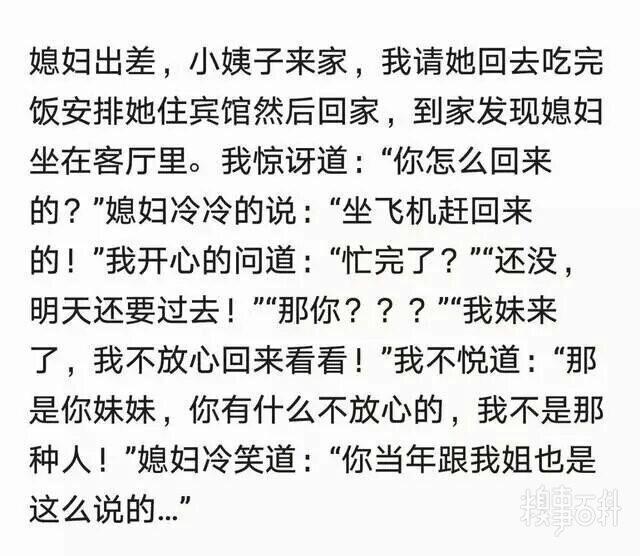 媳妇出差，小姨子来家，我请她回去吃完
饭安排她住宾馆然后回家，到家发现媳妇
坐在客厅里。我惊讶道：“你怎么回来
的？”媳妇冷冷的说：“坐飞机赶回来
的！”我开心的问道：“忙完了？”“还没，
明天还要过去！”“那你？？？”“我妹来
了，我不放心回来看看！”我不悦道：“那
是你妹妹，你有什么不放心的，我不是那
种人！”媳妇冷笑道：“你当年跟我姐也是
这么说的...”
糗事百科